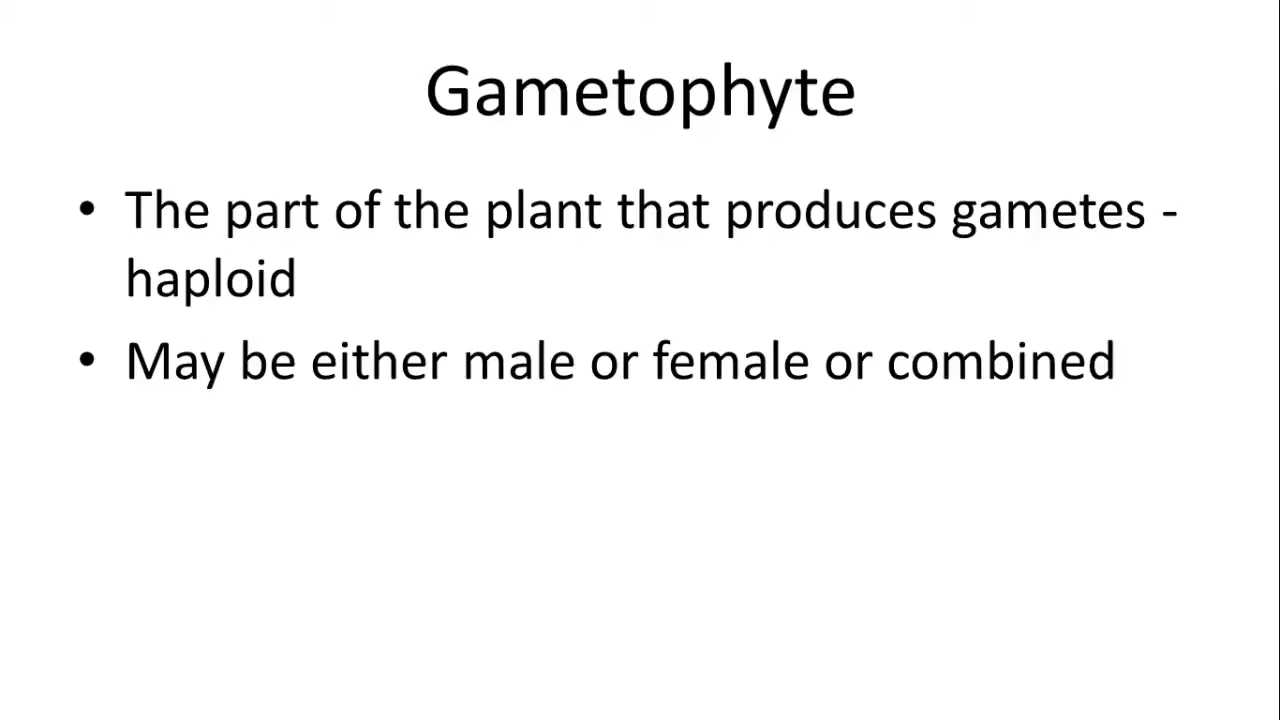 Gametophyte
• The part of the plant that produces gametes -
haploid
• May be either male or female or combined